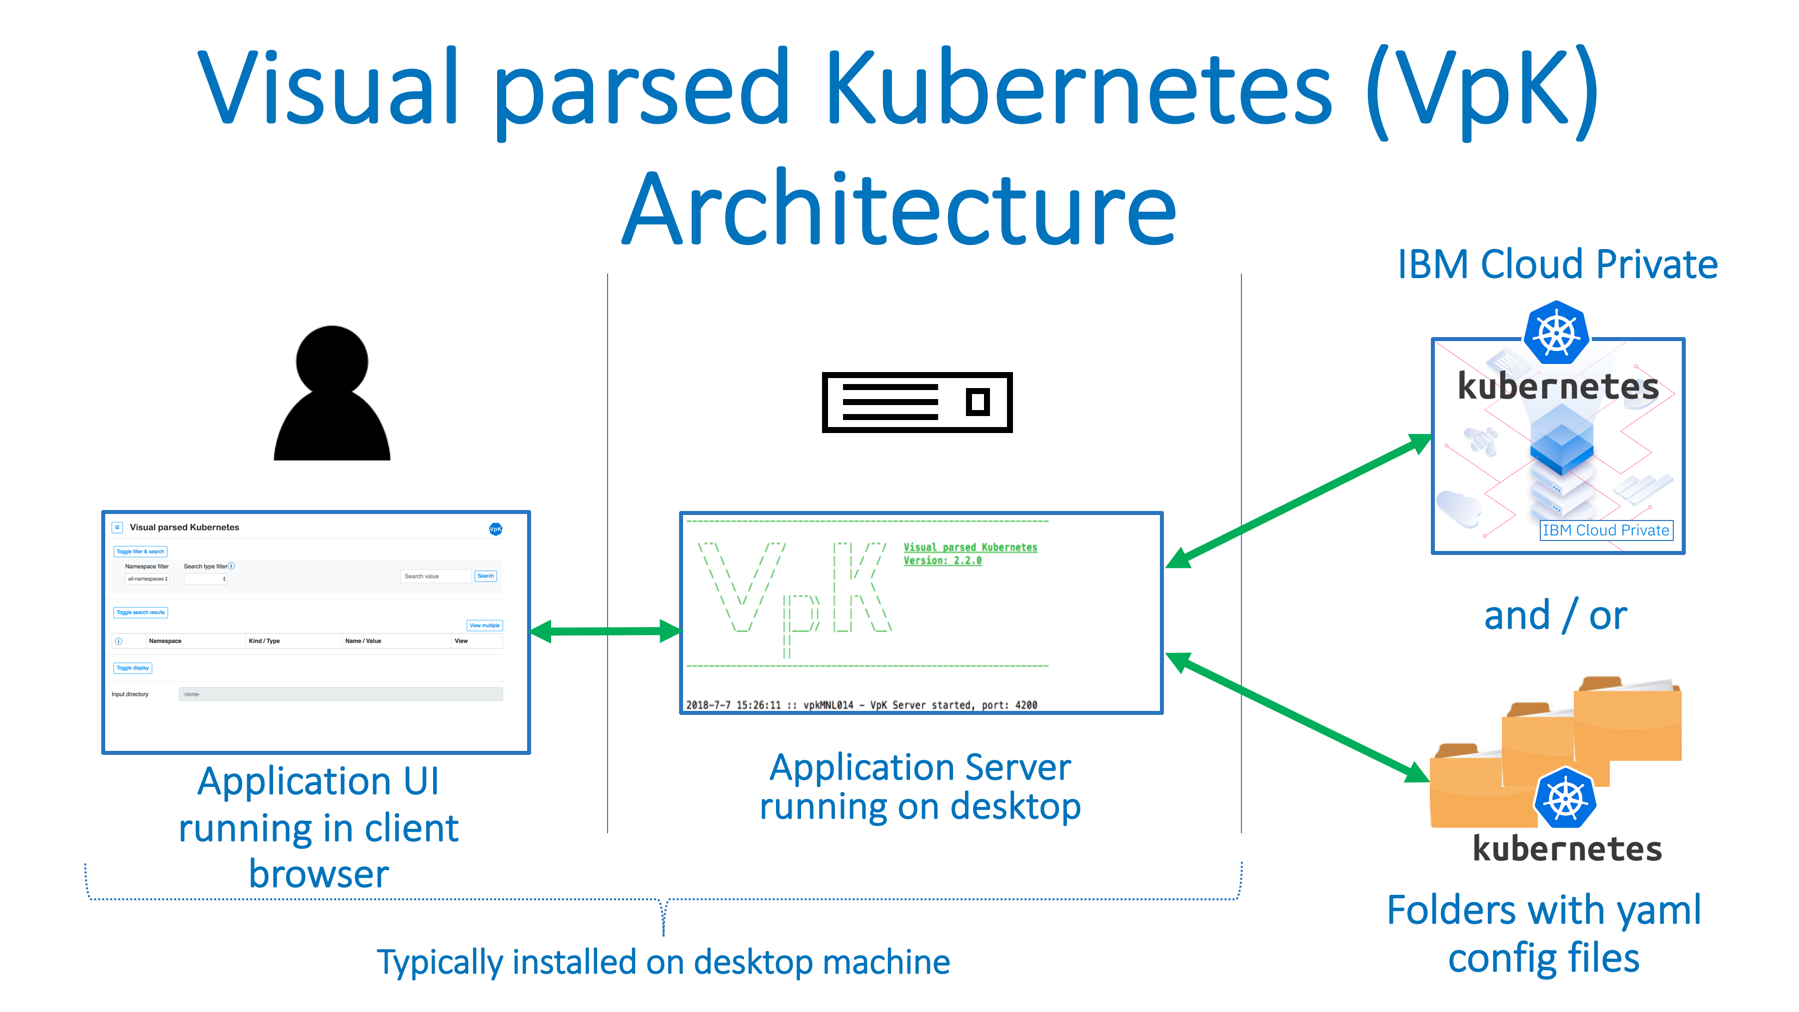 Visual parsed Kubernetes (VpK)
Architecture
IBM Cloud Private
kubernetes
IBM Cloud Private
and / or
kubernetes
Folders with yaml
config files
Visual parsed Kubernetes
VpK
Toggle filter & search
Namespace filter
Search type filter
all-namespaces
Search value
Search
Toggle search results
View multiple
Namespace
Kind / Type
Name / Value
View
Toggle display
Input directory
-none-
Application UI
running in client
browser
VpK
Visual parsed Kubernetes
Version: 2.2.0
2018-7-7 15:26:11 :: vpkMNL014 - VpK Server started, port: 4200
Application Server
running on desktop
Typically installed on desktop machine